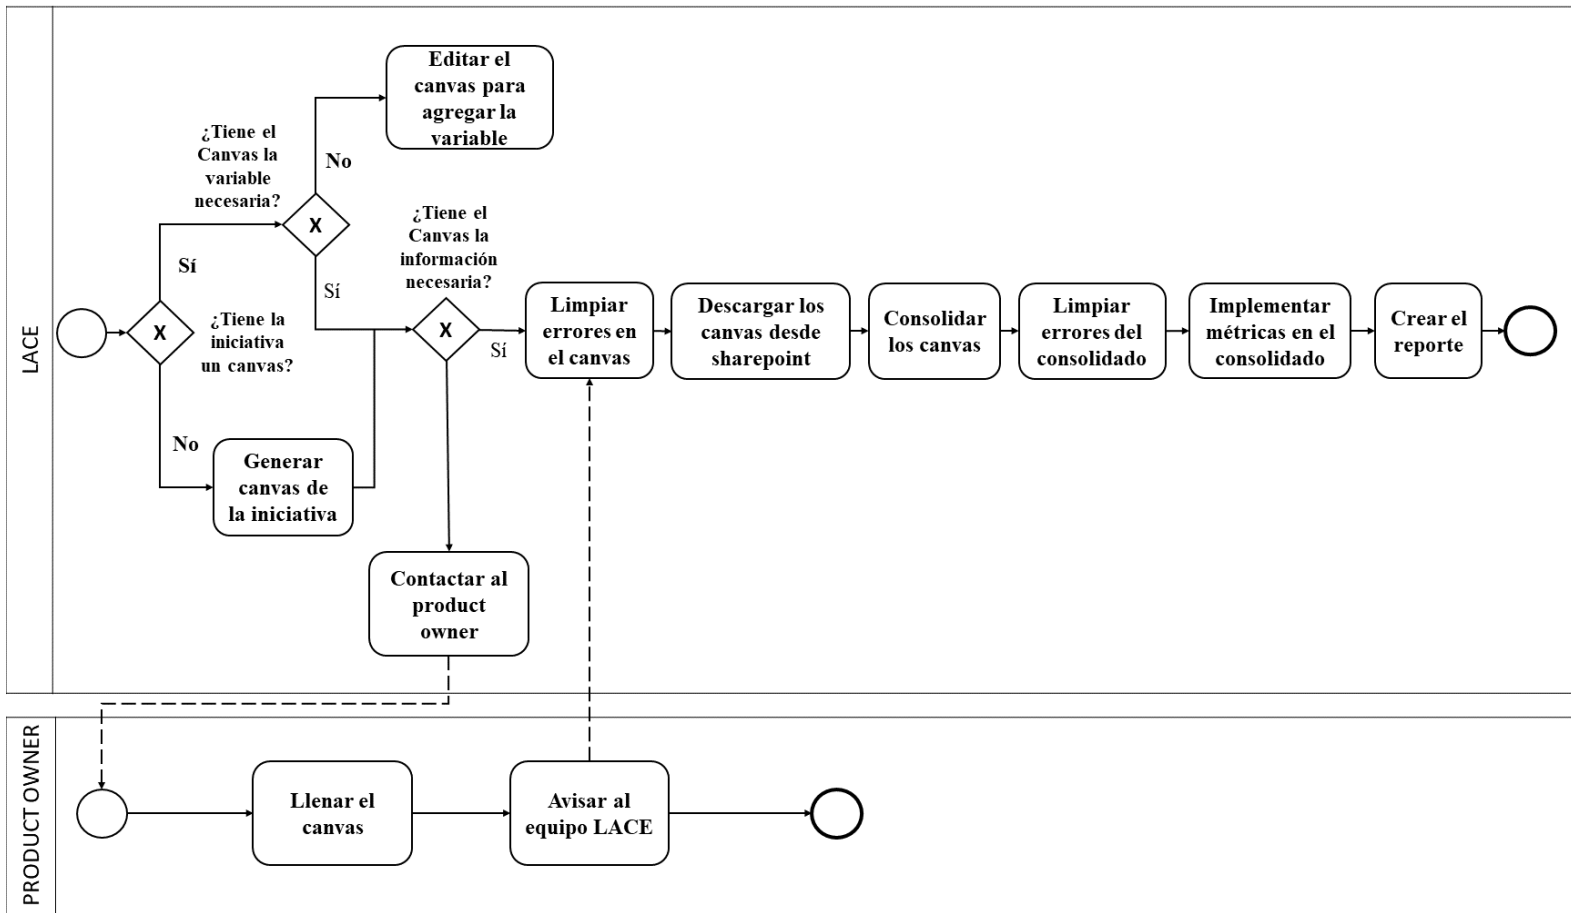 LACE
Editar el
canvas para
agregar la
variable
¿Tiene el
Canvas la
variable
necesaria?
No
X
Sí
Sí
¿Tiene el
Canvas la
información
necesaria?
X
¿Tiene la
iniciativa
un canvas?
X
Sí
Limpiar
errores en
el canvas
Descargar los
canvas desde
sharepoint
Consolidar
los canvas
Limpiar
errores del
consolidado
Implementar
métricas en el
consolidado
Crear el
reporte
No
Generar
canvas de
la iniciativa
Contactar al
product
owner
PRODUCT OWNER
Llenar el
canvas
Avisar al
equipo LACE